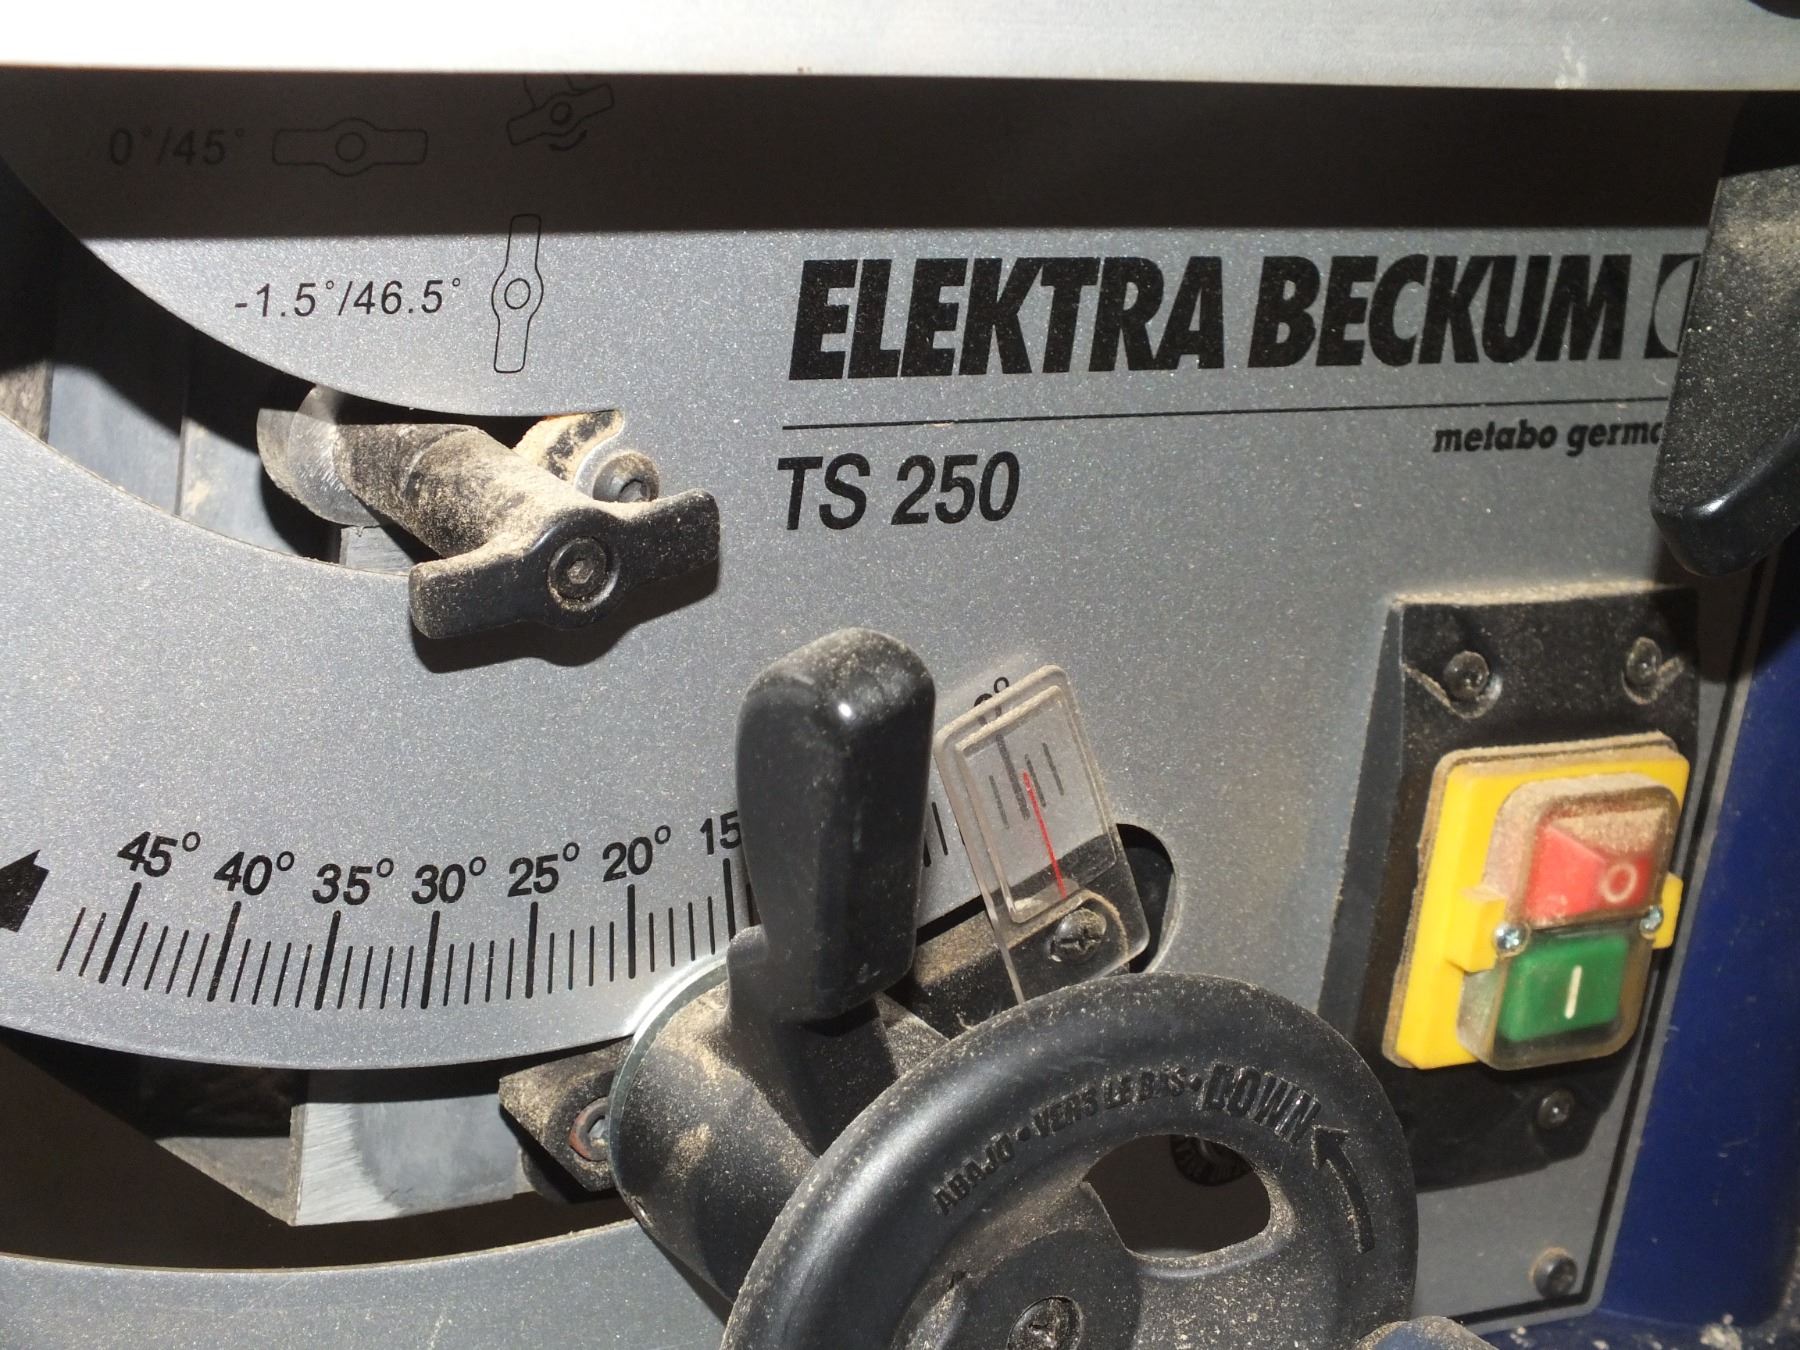 0°/45°
-1.5°/46.5°
ELEKTRA BECKUM
metabo
TS 250
0°
45° 40° 35° 30° 25° 20° 15
O
I
ABAJO • VERS LE BAS • DOWN